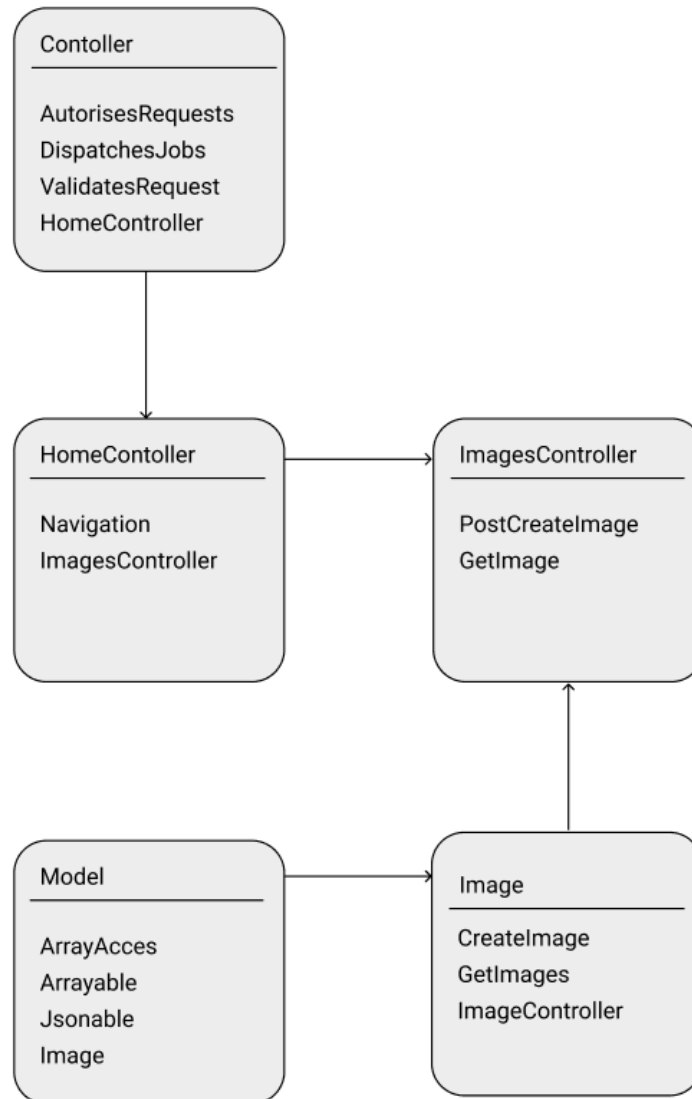 Contoller
AutorisesRequests
DispatchesJobs
ValidatesRequest
HomeController
HomeContoller
Navigation
ImagesController
ImagesController
PostCreateImage
GetImage
Model
ArrayAcces
Arrayable
Jsonable
Image
Image
CreateImage
GetImages
ImageController